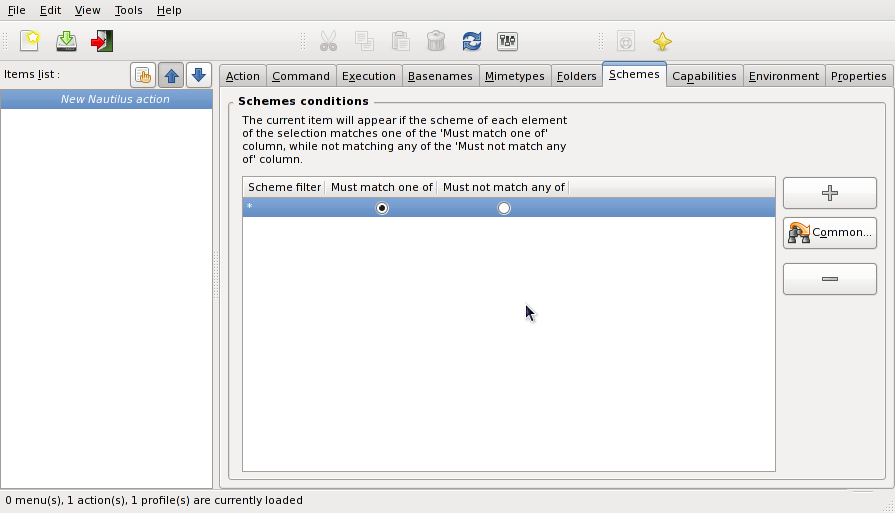 File Edit View Tools Help
Items list :
New Nautilus action
Action Command Execution Basenames Mimetypes Folders Schemes Capabilities Environment Properties
Schemes conditions
The current item will appear if the scheme of each element
of the selection matches one of the 'Must match one of'
column, while not matching any of the 'Must not match any
of' column.
Scheme filter Must match one of Must not match any of
*
Common...
0 menu(s), 1 action(s), 1 profile(s) are currently loaded